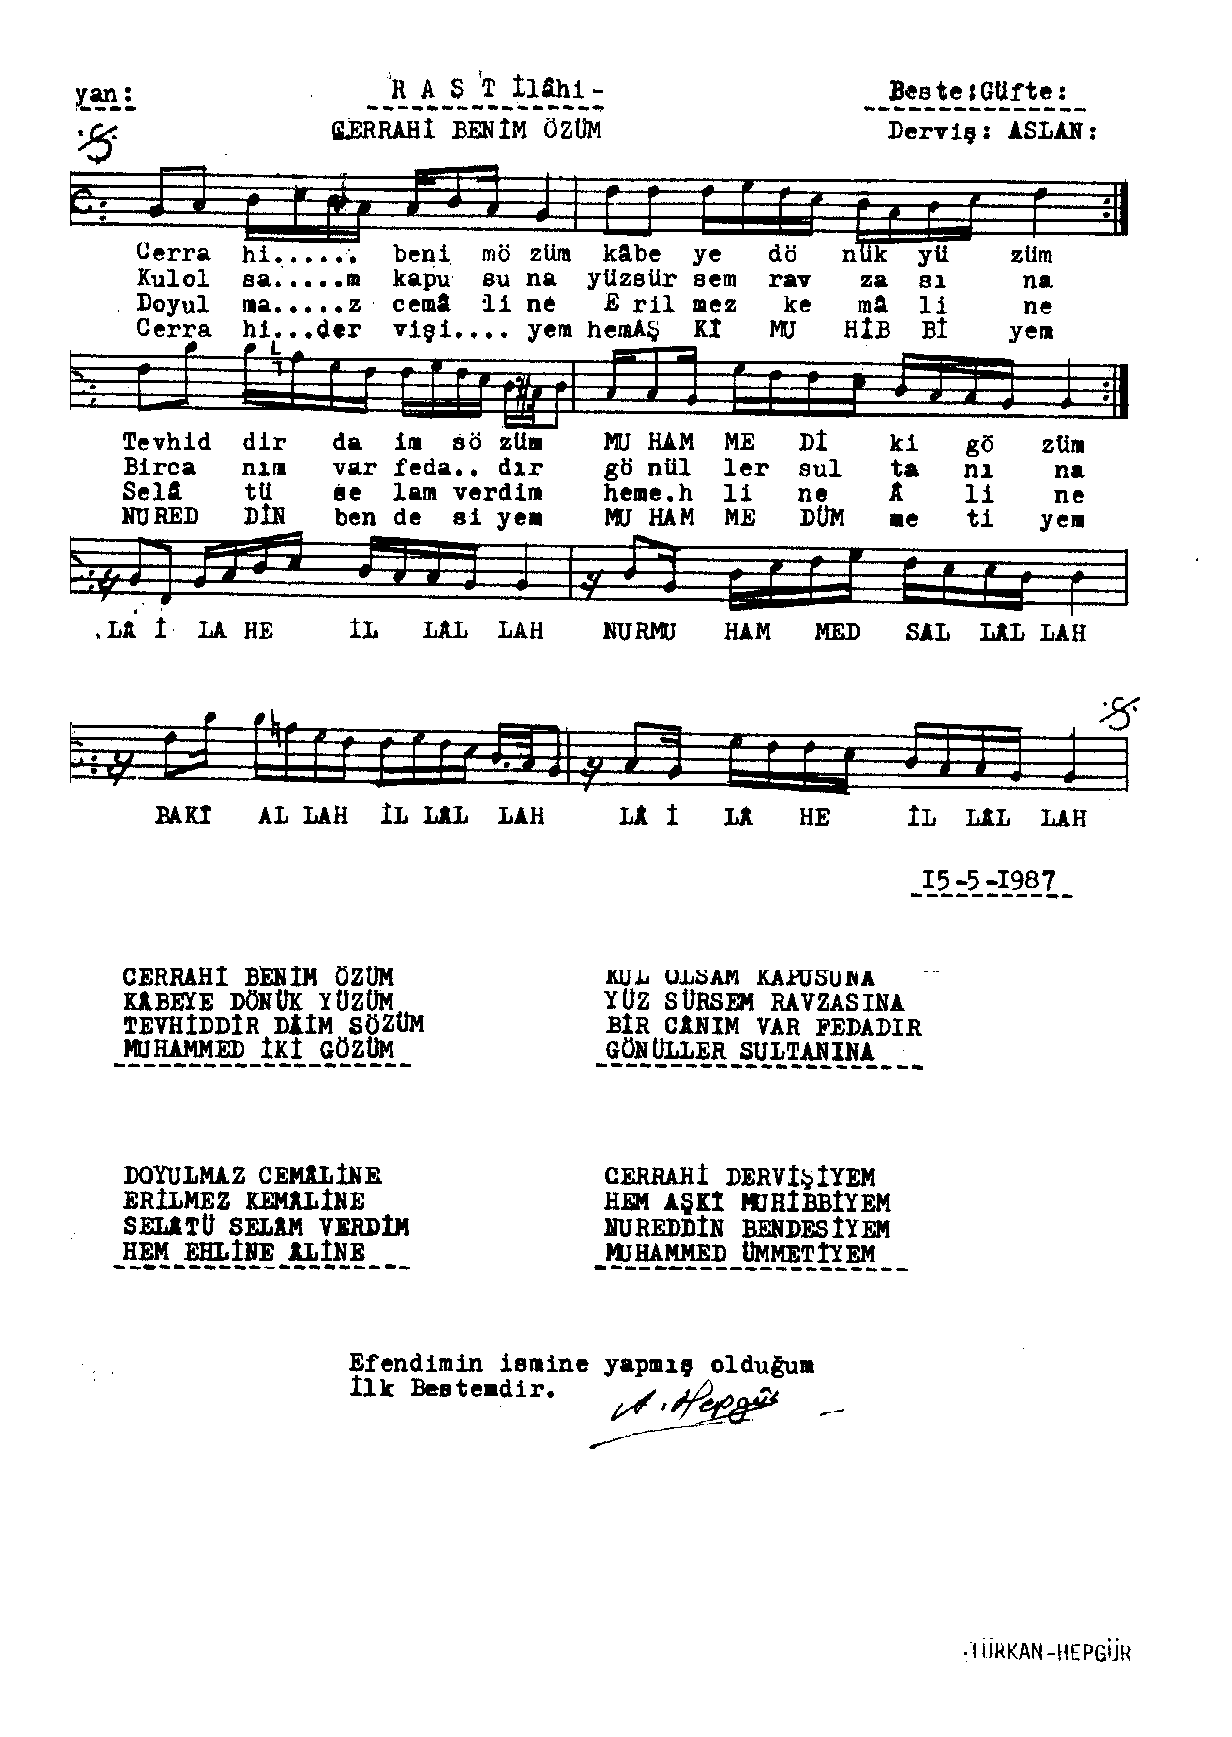 yan: R A S T İlâhi- Beste:Güfte:
CERRAHİ BENİM ÖZÜM Derviş: ASLAN:
Cerra hi...... beni mö züm kâbe ye dö nük yü züm
Kulol sa.....m kapu su na yüzsür sem rav za sı na
Doyul ma.....z cemâ li ne E ril mez ke mâ li ne
Cerra hi...der vişi.... yem hemAŞ Kİ MU HİB Bİ yem
Tevhid dir da im sö züm MU HAM ME Dİ ki gö züm
Birca nım var feda.. dır gö nül ler sul ta nı na
Selâ tü se lam verdim heme.h li ne Â li ne
NURED DİN ben de si yem MU HAM ME DÜM me ti yem
LÂ İ LA HE İL LÂL LAH NURMU HAM MED SAL LAL LAH
BAKİ AL LAH İL LÂL LAH LÂ İ LÂ HE İL LÂL LAH
I5-5-I987
CERRAHİ BENİM ÖZÜM
KÂBEYE DÖNÜK YÜZÜM
TEVHİDDİR DÂİM SÖZÜM
MUHAMMED İKİ GÖZÜM
KUL OLSAM KAPUSUNA
YÜZ SÜRSEM RAVZASINA
BİR CÂNIM VAR FEDADIR
GÖNÜLLER SULTANINA
DOYULMAZ CEMÂLİNE
ERİLMEZ KEMÂLİNE
SELÂTÜ SELÂM VERDİM
HEM EHLİNE ÂLİNE
CERRAHİ DERVİŞİYEM
HEM AŞKİ MUHİBBİYEM
NUREDDİN BENDESİYEM
MUHAMMED ÜMMETİYEM
Efendimin ismine yapmış olduğum
İlk Bestemdir.
A. Hepgür
TÜRKAN-HEPGÜR